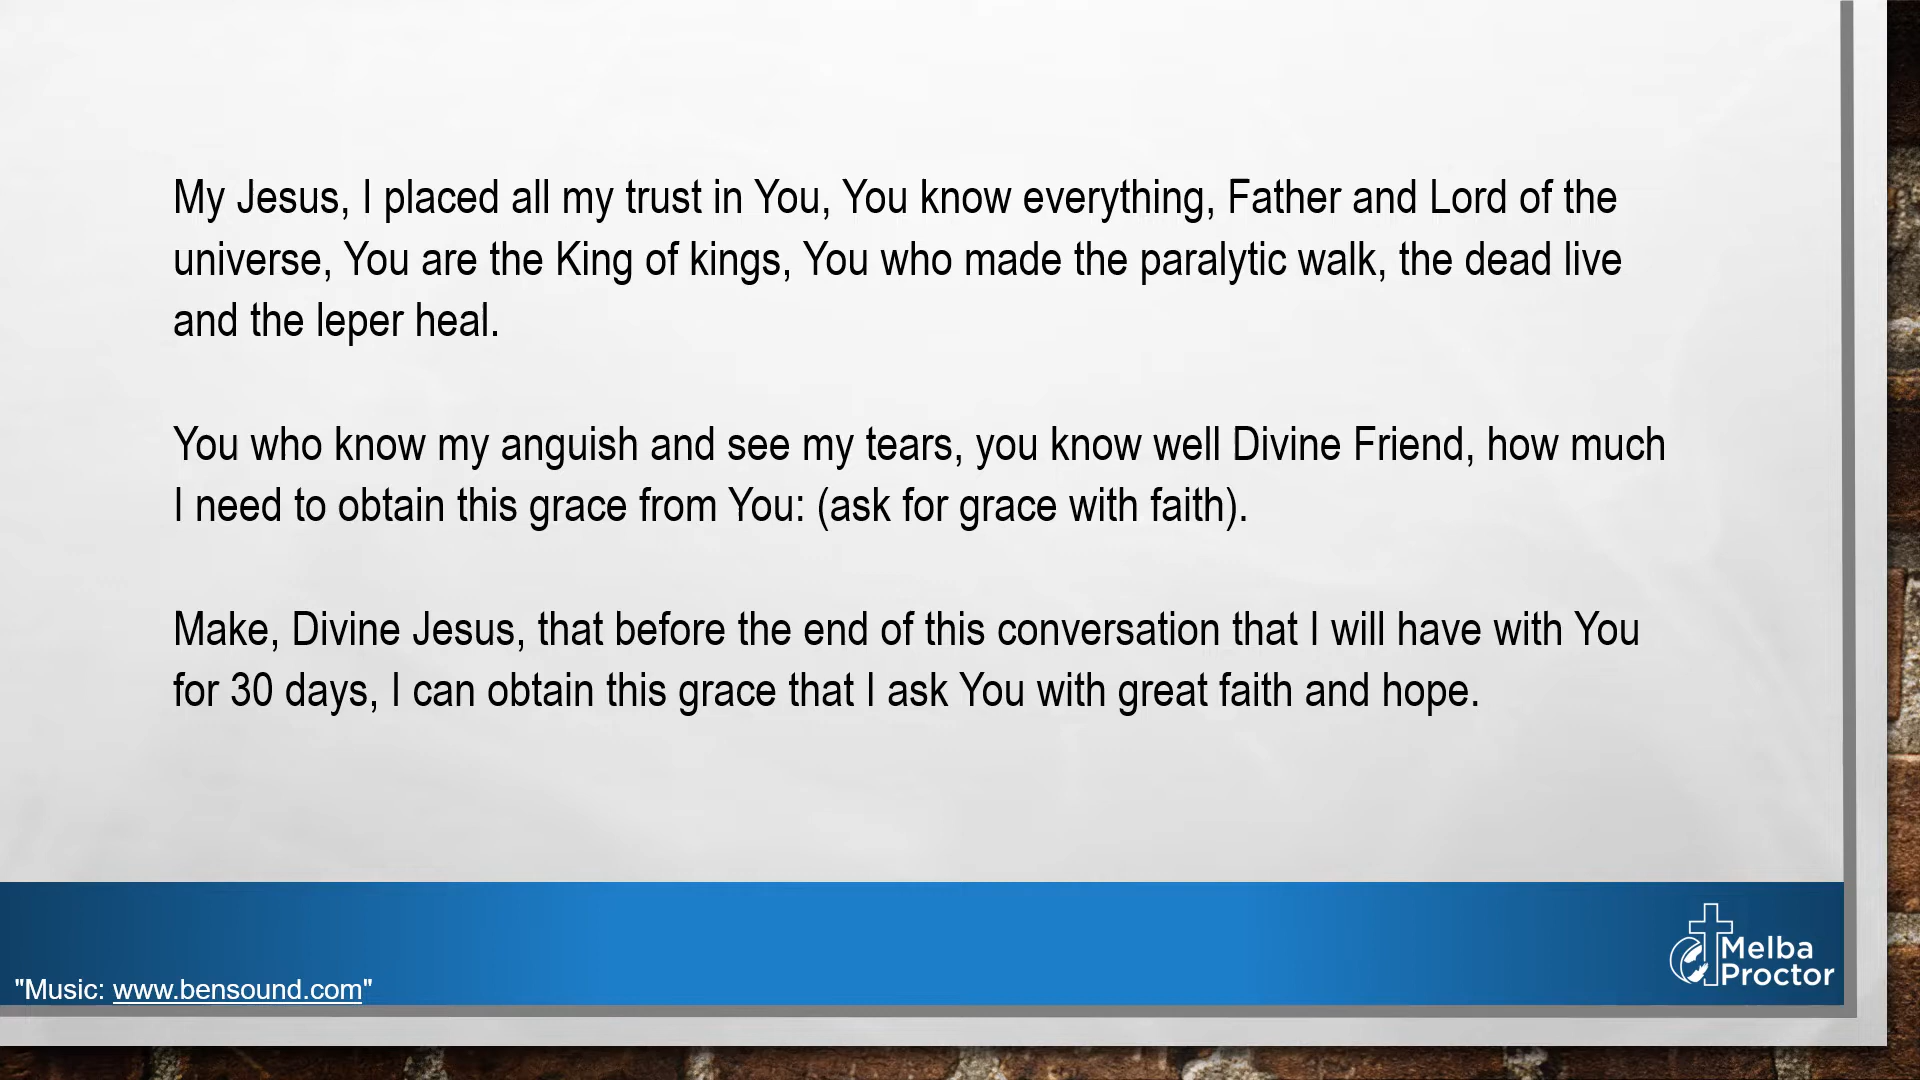 My Jesus, I placed all my trust in You, You know everything, Father and Lord of the
universe, You are the King of kings, You who made the paralytic walk, the dead live
and the leper heal.
You who know my anguish and see my tears, you know well Divine Friend, how much
I need to obtain this grace from You: (ask for grace with faith).
Make, Divine Jesus, that before the end of this conversation that I will have with You
for 30 days, I can obtain this grace that I ask You with great faith and hope.
Melba
Proctor
"Music: www.bensound.com"